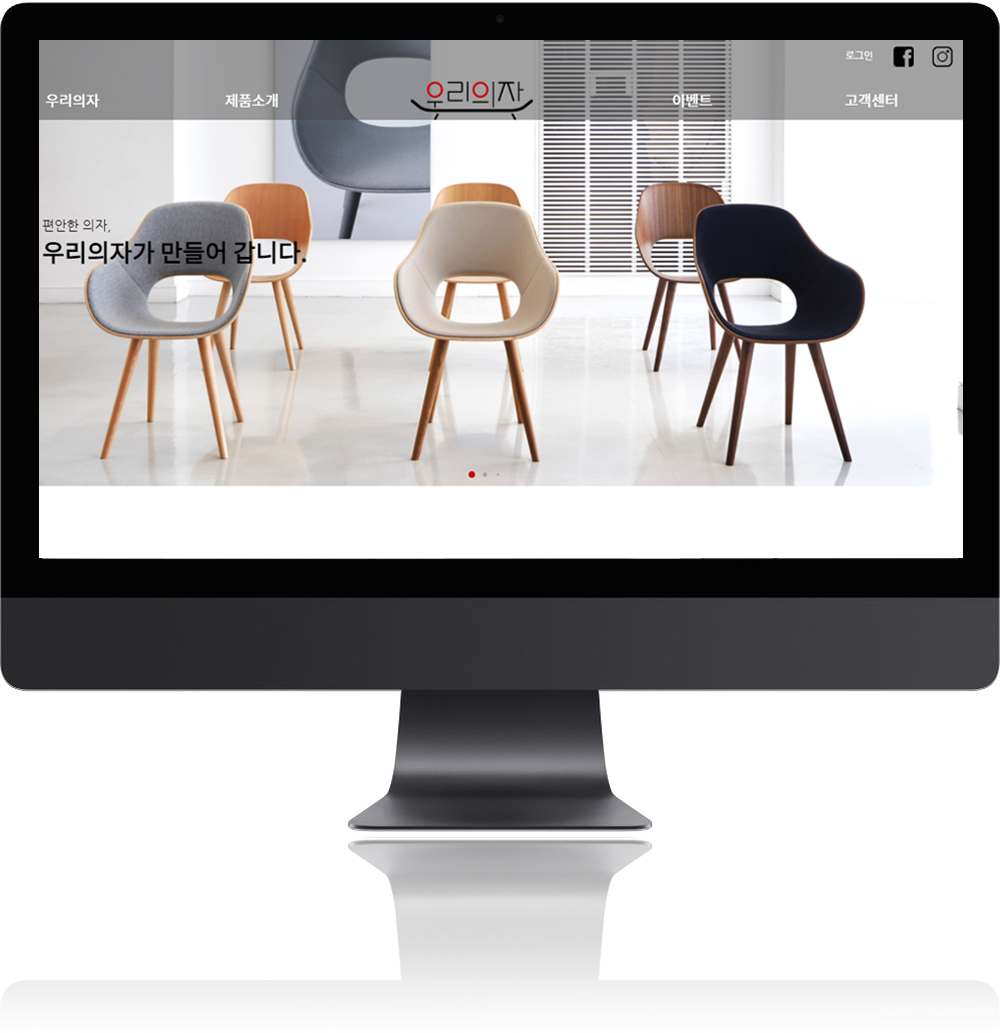 로그인
우리의자
제품소개
우리의자
이벤트
고객센터
편안한 의자,
우리의자가 만들어 갑니다.